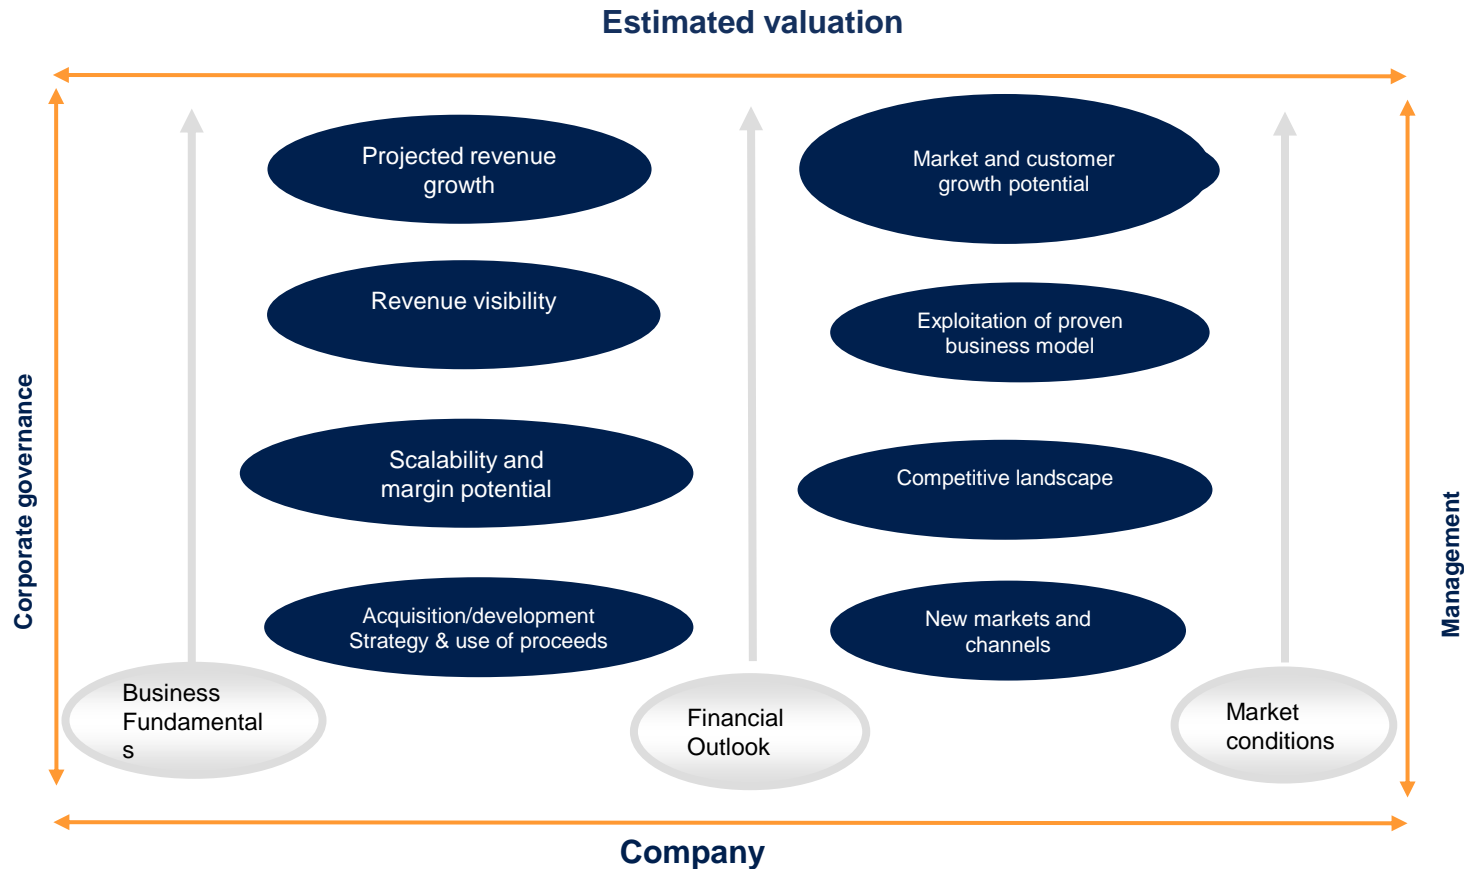 Estimated valuation
Corporate governance
Projected revenue
growth
Market and customer
growth potential
Revenue visibility
Exploitation of proven
business model
Scalability and
margin potential
Competitive landscape
Acquisition/development
Strategy & use of proceeds
New markets and
channels
Business
Fundamental
s
Financial
Outlook
Market
conditions
Management
Company